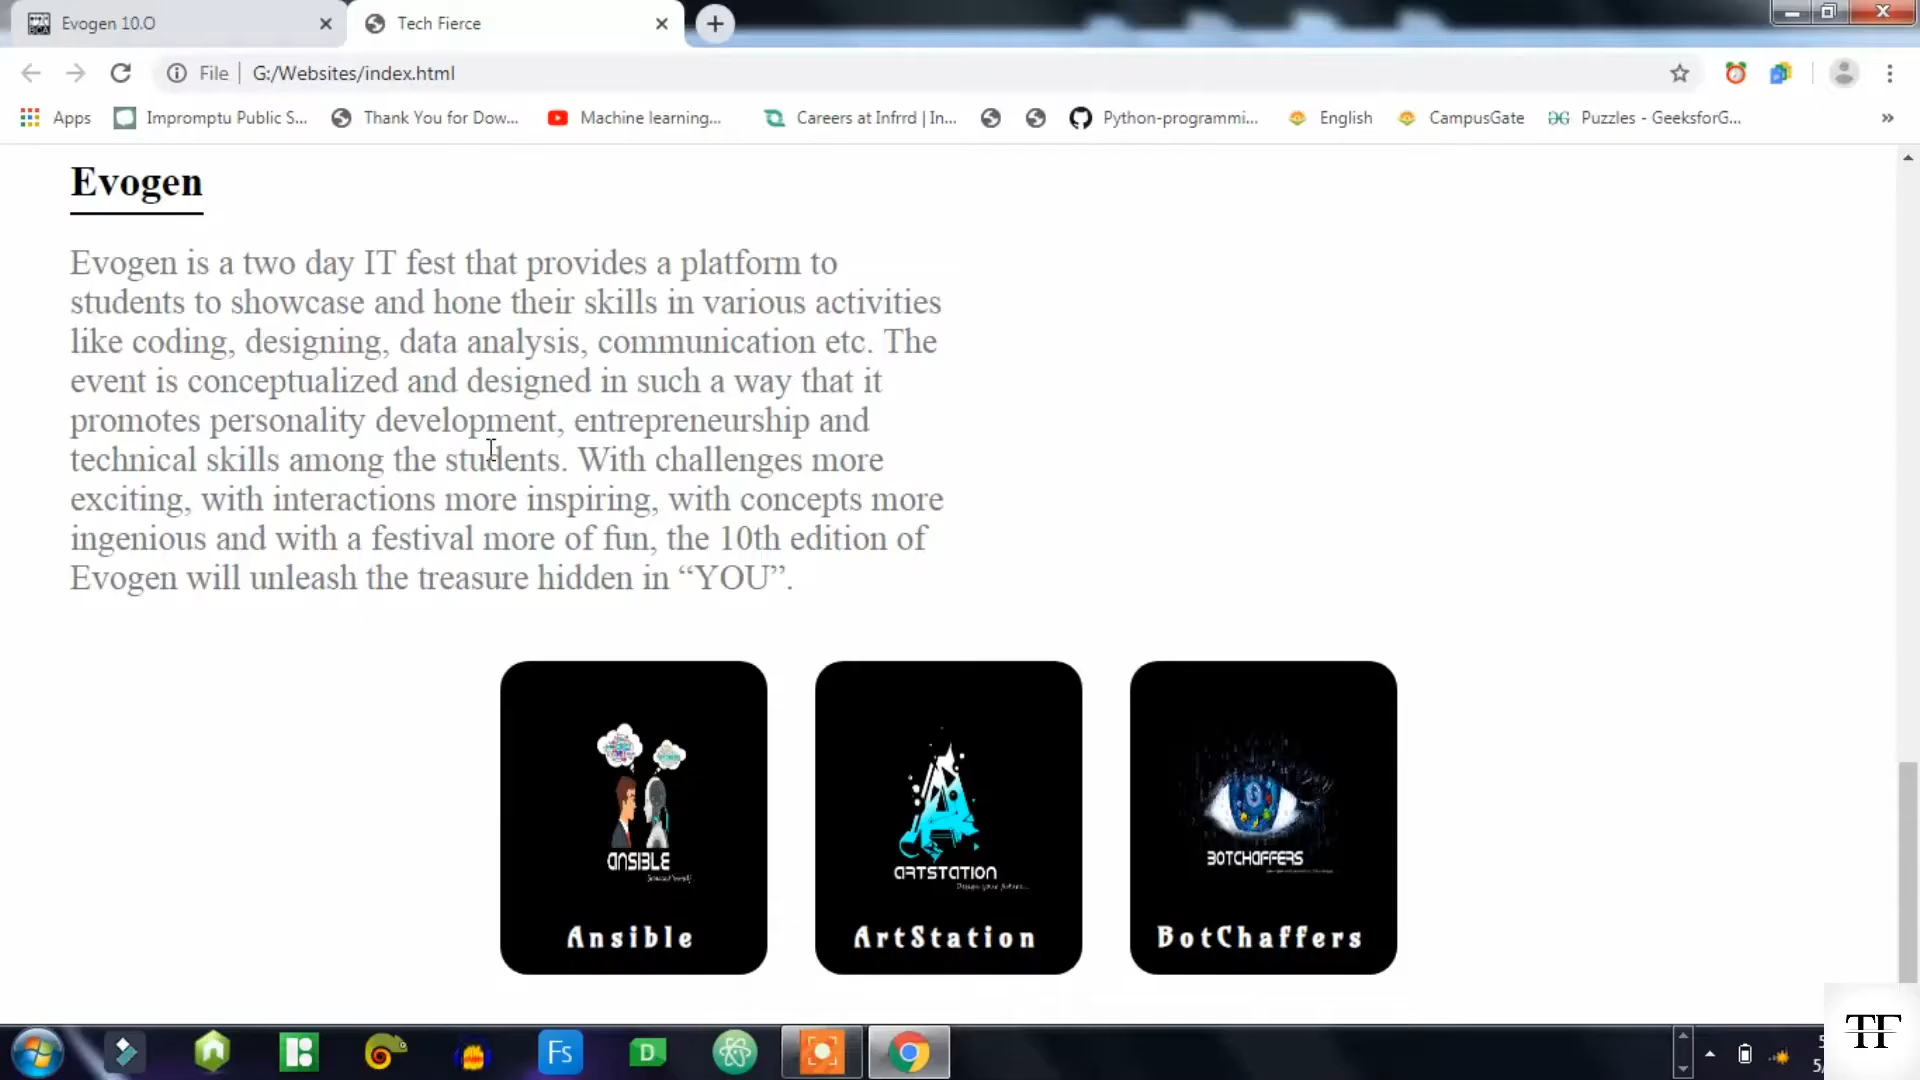 Evogen 10.O
Tech Fierce
File
G:/Websites/index.html
Apps
Impromptu Public S...
Thank You for Dow...
Machine learning...
Careers at Infrrd | In...
Python-programmi...
English
CampusGate
Puzzles - GeeksforG...
»
Evogen
Evogen is a two day IT fest that provides a platform to
students to showcase and hone their skills in various activities
like coding, designing, data analysis, communication etc. The
event is conceptualized and designed in such a way that it
promotes personality development, entrepreneurship and
technical skills among the students. With challenges more
exciting, with interactions more inspiring, with concepts more
ingenious and with a festival more of fun, the 10th edition of
Evogen will unleash the treasure hidden in “YOU”.
ANSIBLE
ARTSTATION
Design your future...
BOTCHAFFERS
Ansible
ArtStation
BotChaffers
Fs
D
TF